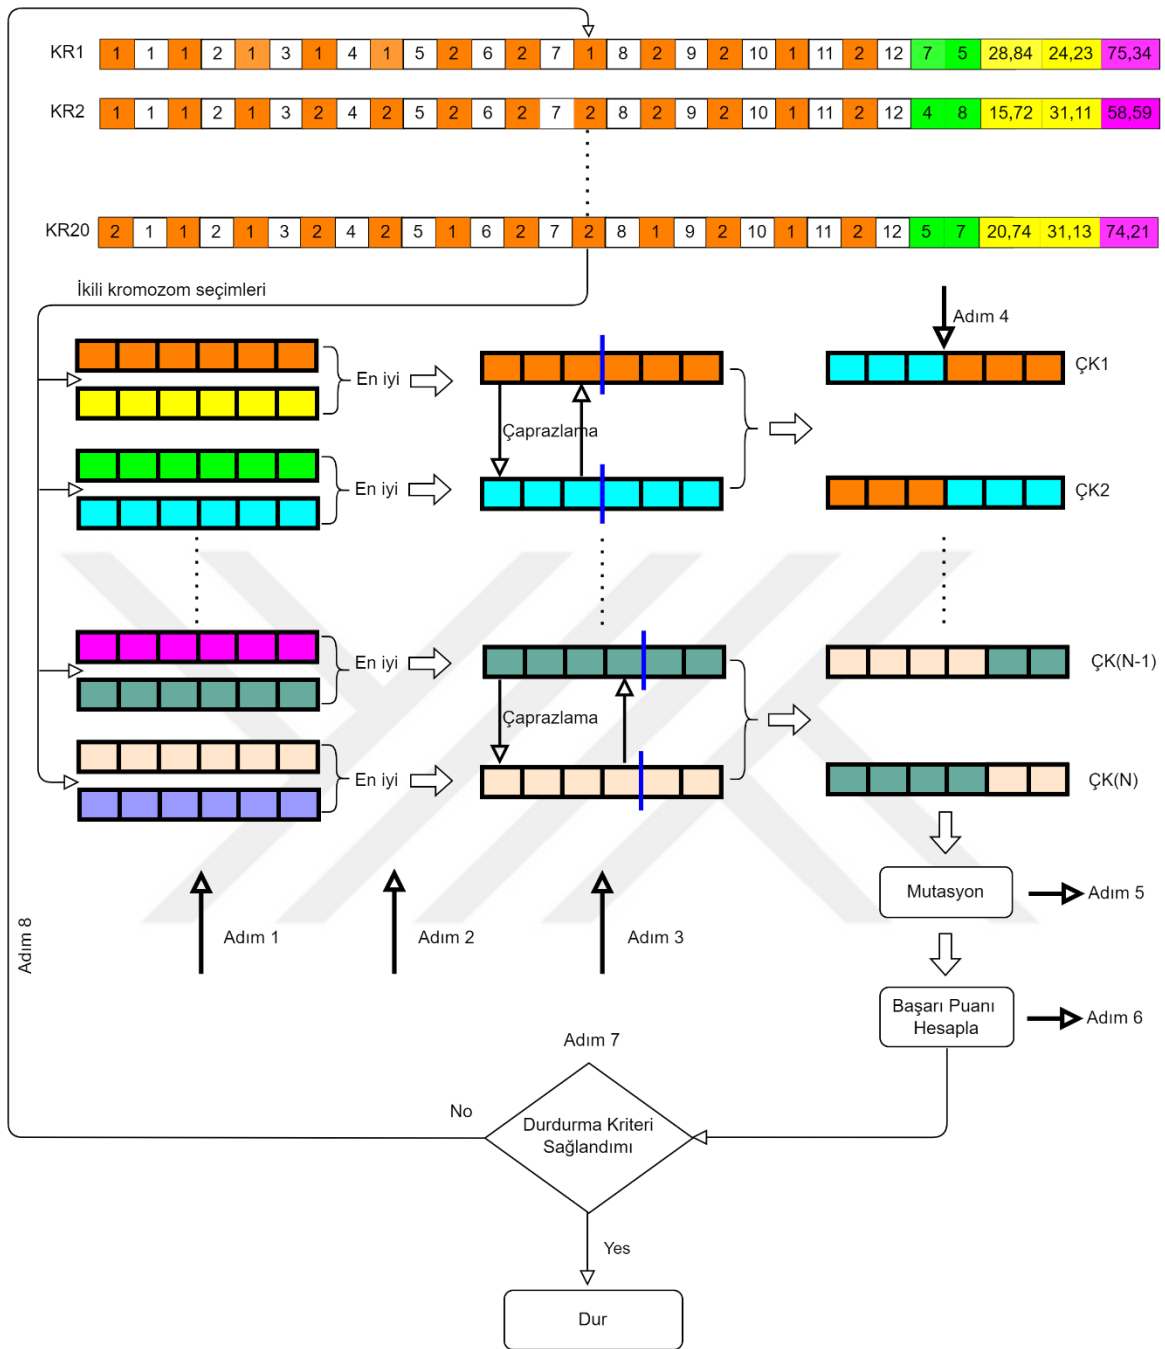 KR1 1 1 1 2 1 3 1 4 1 5 2 6 2 7 1 8 2 9 2 10 1 11 2 12 7 5 28,84 24,23 75,34
KR2 1 1 1 2 1 3 2 4 2 5 2 6 2 7 2 8 2 9 2 10 1 11 2 12 4 8 15,72 31,11 58,59
KR20 2 1 1 2 1 3 2 4 2 5 1 6 2 7 2 8 1 9 2 10 1 11 2 12 5 7 20,74 31,13 74,21
İkili kromozom seçimleri
Adım 4
En iyi
ÇK1
Çaprazlama
En iyi
ÇK2
En iyi
ÇK(N-1)
Çaprazlama
En iyi
ÇK(N)
Mutasyon
Adım 5
Adım 8
Adım 1
Adım 2
Adım 3
Başarı Puanı
Hesapla
Adım 6
Adım 7
No
Durdurma Kriteri
Sağlandımı
Yes
Dur